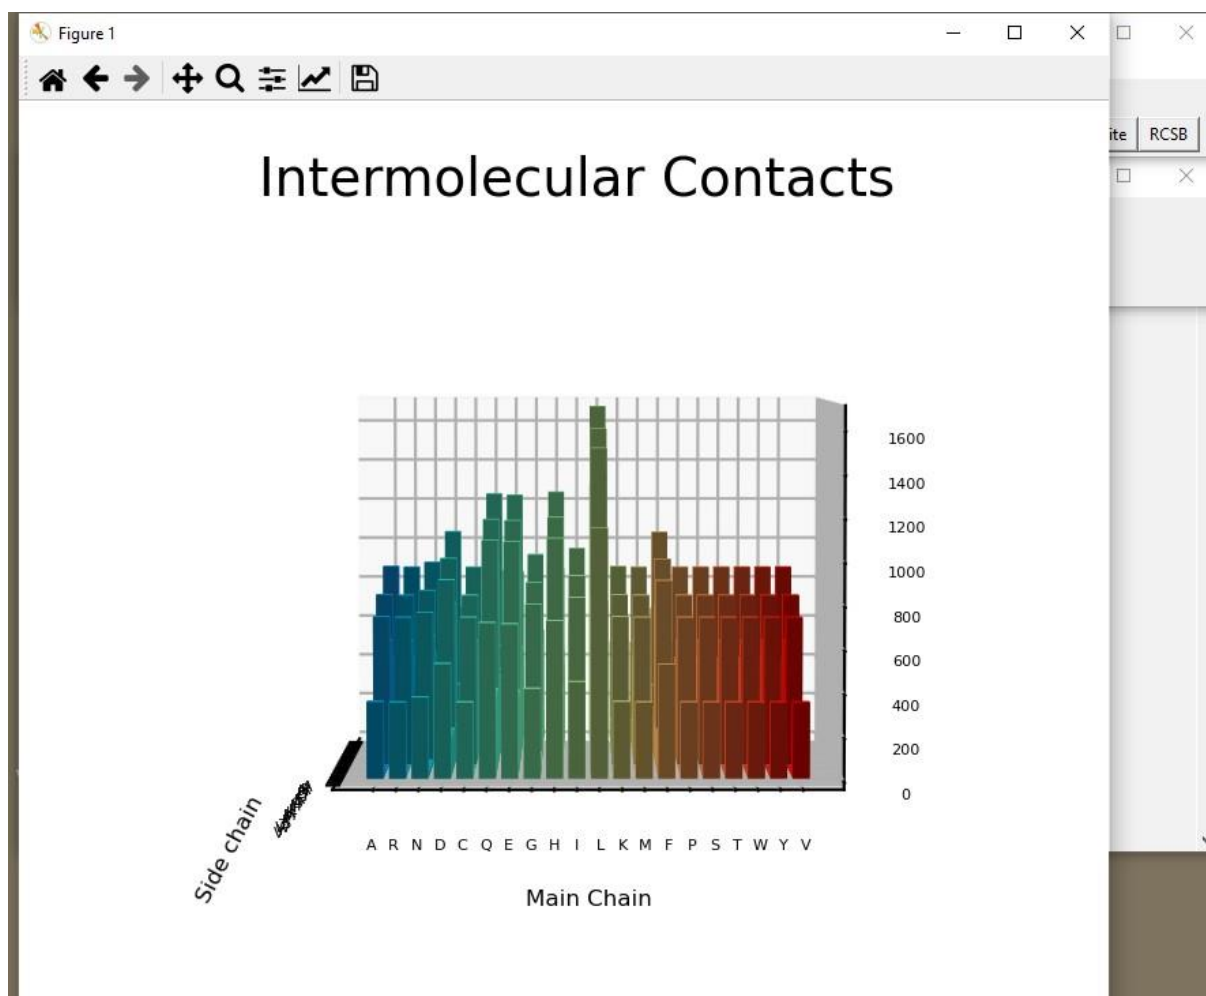 Figure 1
ite
RCSB
Intermolecular Contacts
1600
1400
1200
1000
800
600
400
200
0
Side chain
A R N D C Q E G H I L K M F P S T W Y V
Main Chain